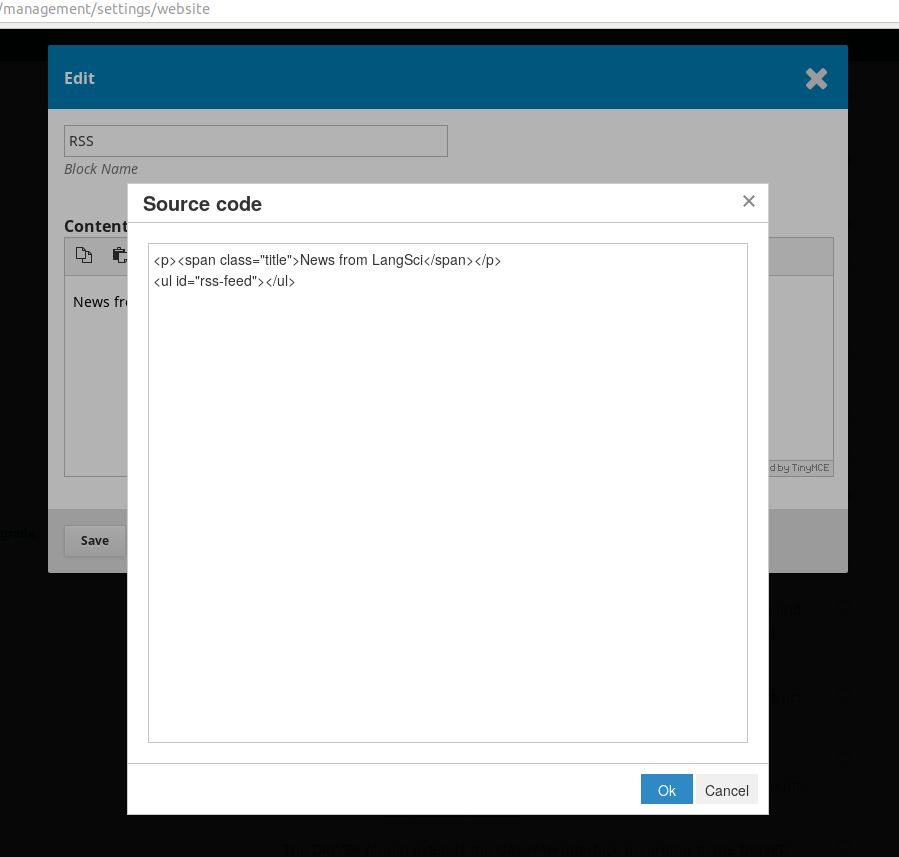 /management/settings/website
Edit
RSS
Block Name
Source code
Content
<p><span class="title">News from LangSci</span></p>
<ul id="rss-feed"></ul>
News fr
d by TinyMCE
Save
Ok
Cancel